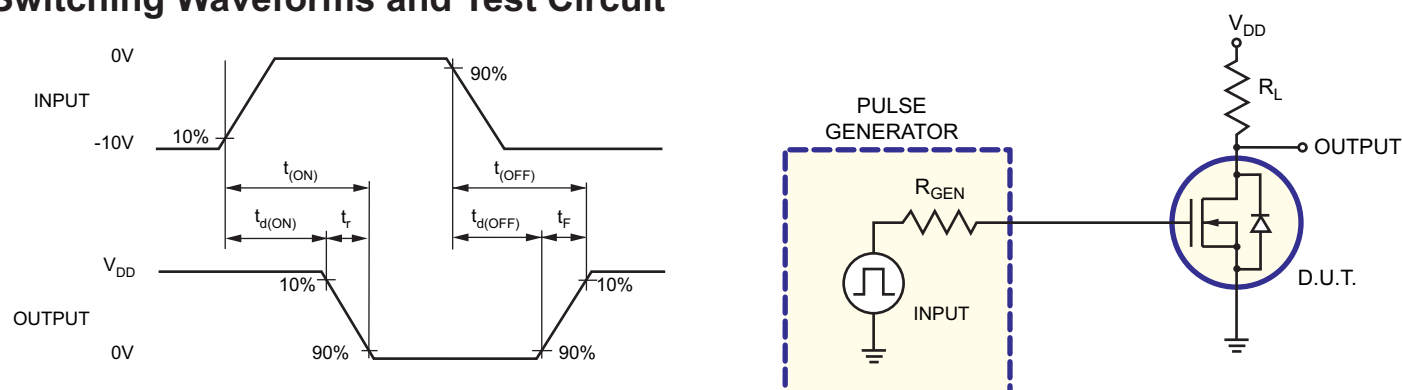 Switching Waveforms and Test Circuit
0V
INPUT
-10V
10%
90%
t(ON)
t(OFF)
td(ON)
tr
td(OFF)
tF
VDD
10%
10%
OUTPUT
0V
90%
90%
VDD
RL
OUTPUT
PULSE
GENERATOR
RGEN
INPUT
D.U.T.